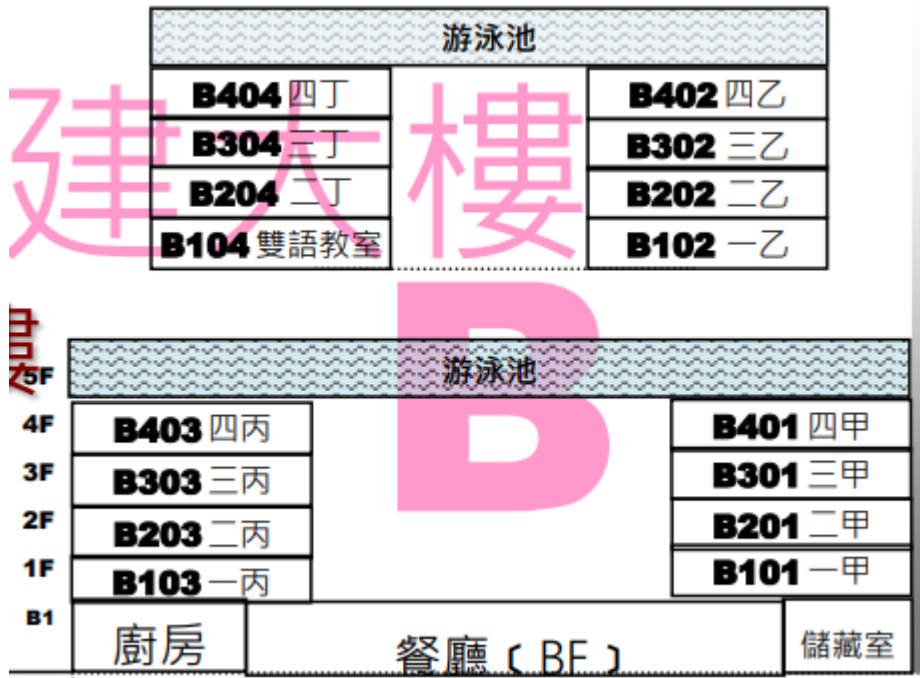 游泳池
B404 四丁 B402 四乙
建大樓
B304 三丁 B302 三乙
B204 二丁 B202 二乙
B104 雙語教室 B102 一乙
B
5F 游泳池
4F B403 四丙 B401 四甲
3F B303 三丙 B301 三甲
2F B203 二丙 B201 二甲
1F B103 一丙 B101 一甲
B1 廚房 餐廳﹝BF﹞ 儲藏室